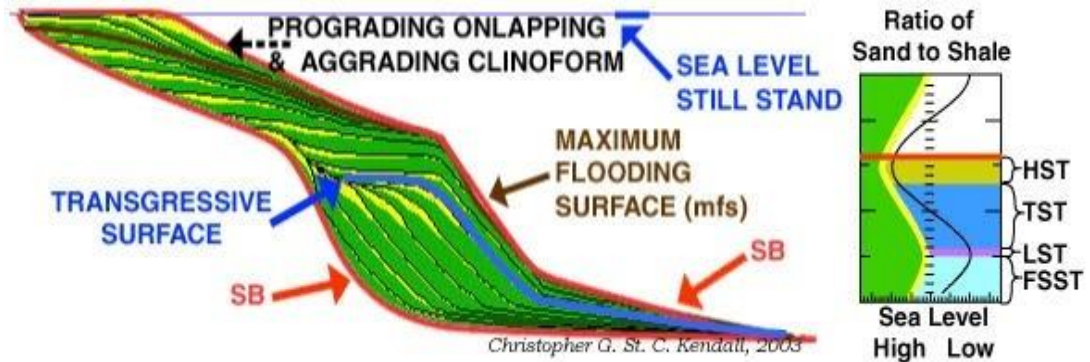 PROGRADING ONLAPPING
& AGGRADING CLINOFORM
SEA LEVEL
STILL STAND
MAXIMUM
FLOODING
SURFACE (mfs)
TRANSGRESSIVE
SURFACE
SB
SB
Christopher G. St. C. Kendall, 2003
Ratio of
Sand to Shale
HST
TST
LST
FSST
Sea Level
High Low